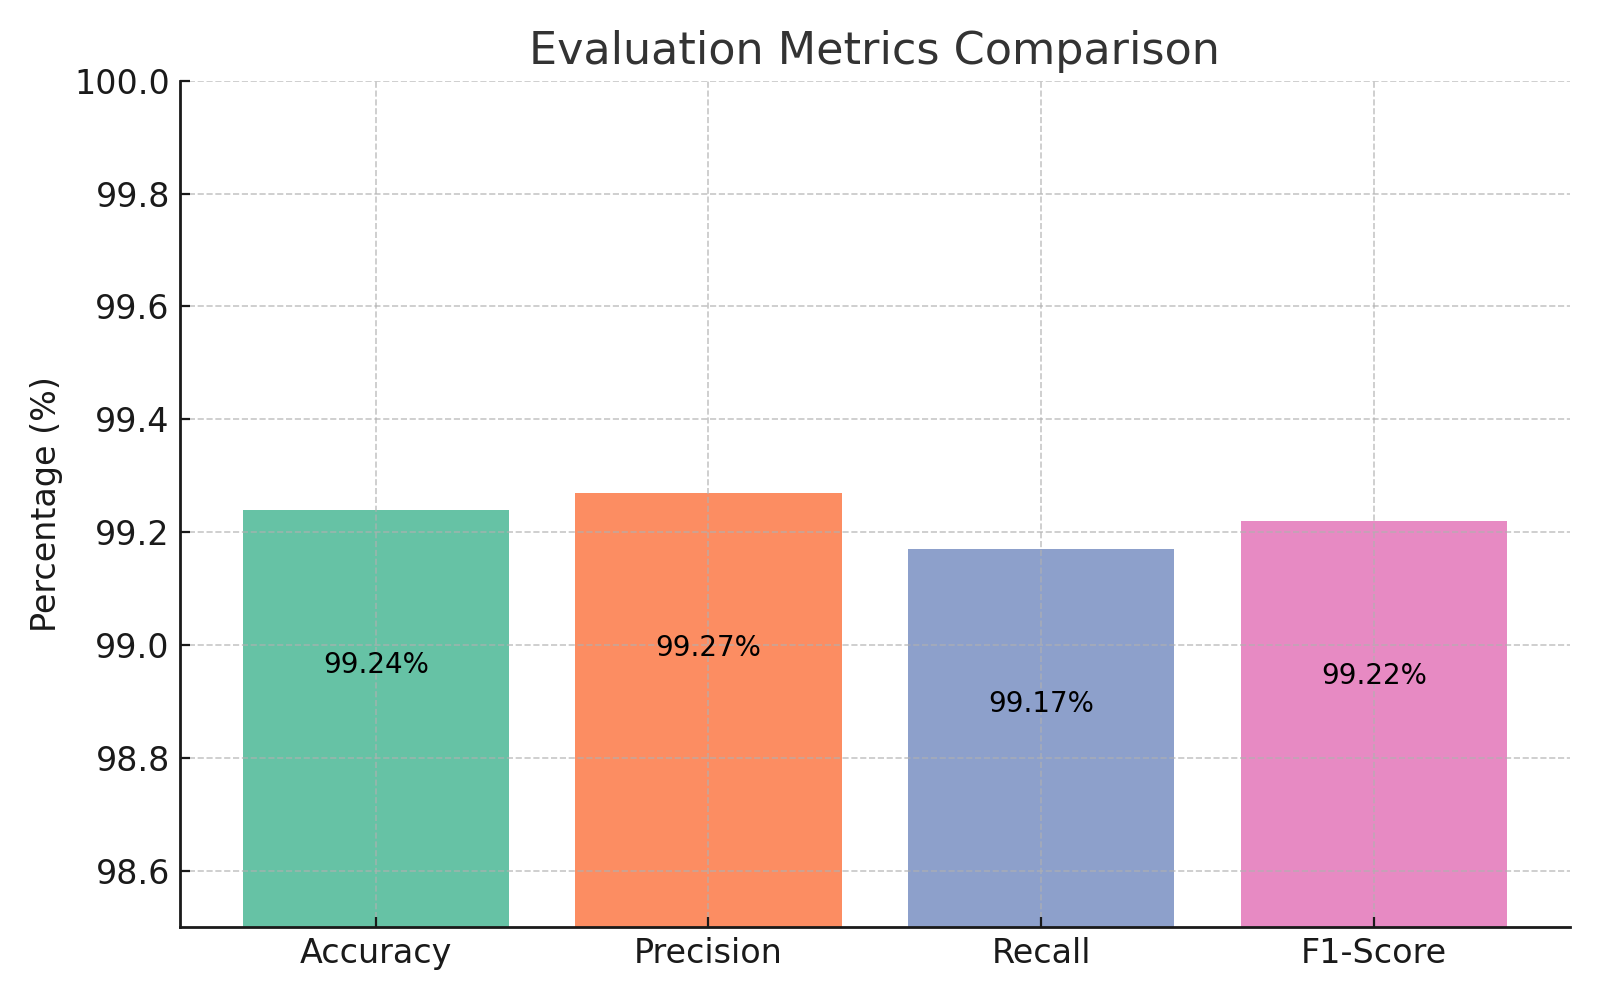 Evaluation Metrics Comparison
Percentage (%)
100.0
99.8
99.6
99.4
99.2
99.0
98.8
98.6
99.24%
99.27%
99.17%
99.22%
Accuracy
Precision
Recall
F1-Score